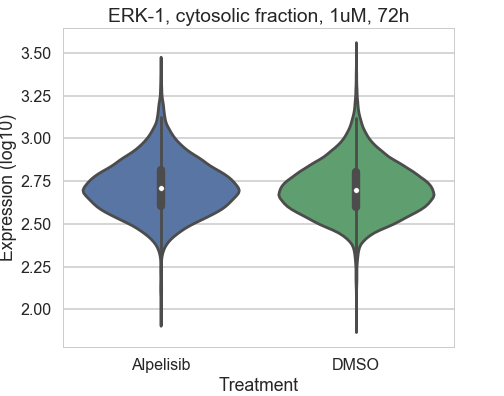 ERK-1, cytosolic fraction, 1uM, 72h
Expression (log10)
3.50
3.25
3.00
2.75
2.50
2.25
2.00
Alpelisib
DMSO
Treatment